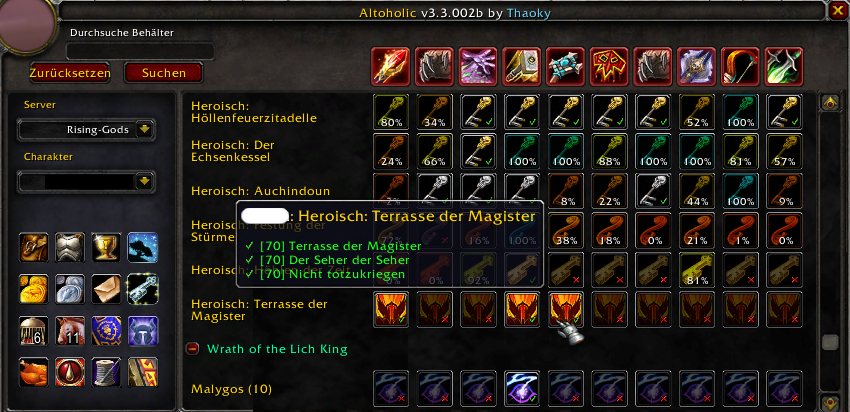 Altoholic v3.3.002b by Thaoky
Durchsuche Behälter
Zurücksetzen Suchen
Server
Rising-Gods
Charakter
6 11
Heroisch:
Höllenfeuerzitadelle
80% 34% 52% 100%
Heroisch: Der
Echsenkessel
24% 66% 100% 100% 88% 100% 81% 57%
Heroisch: Auchindoun
8% 22% 44% 100% 9%
: Heroisch: Terrasse der Magister
[70] Terrasse der Magister
[70] Der Seher der Seher
[70] Nicht totzukriegen
Heroisch: Festung der
Stürme
16% 100% 38% 18% 0% 21% 1% 0%
Heroisch: Höhlen der Zeit
0% 0% 92% 81%
Heroisch: Terrasse der
Magister
Wrath of the Lich King
Malygos (10)